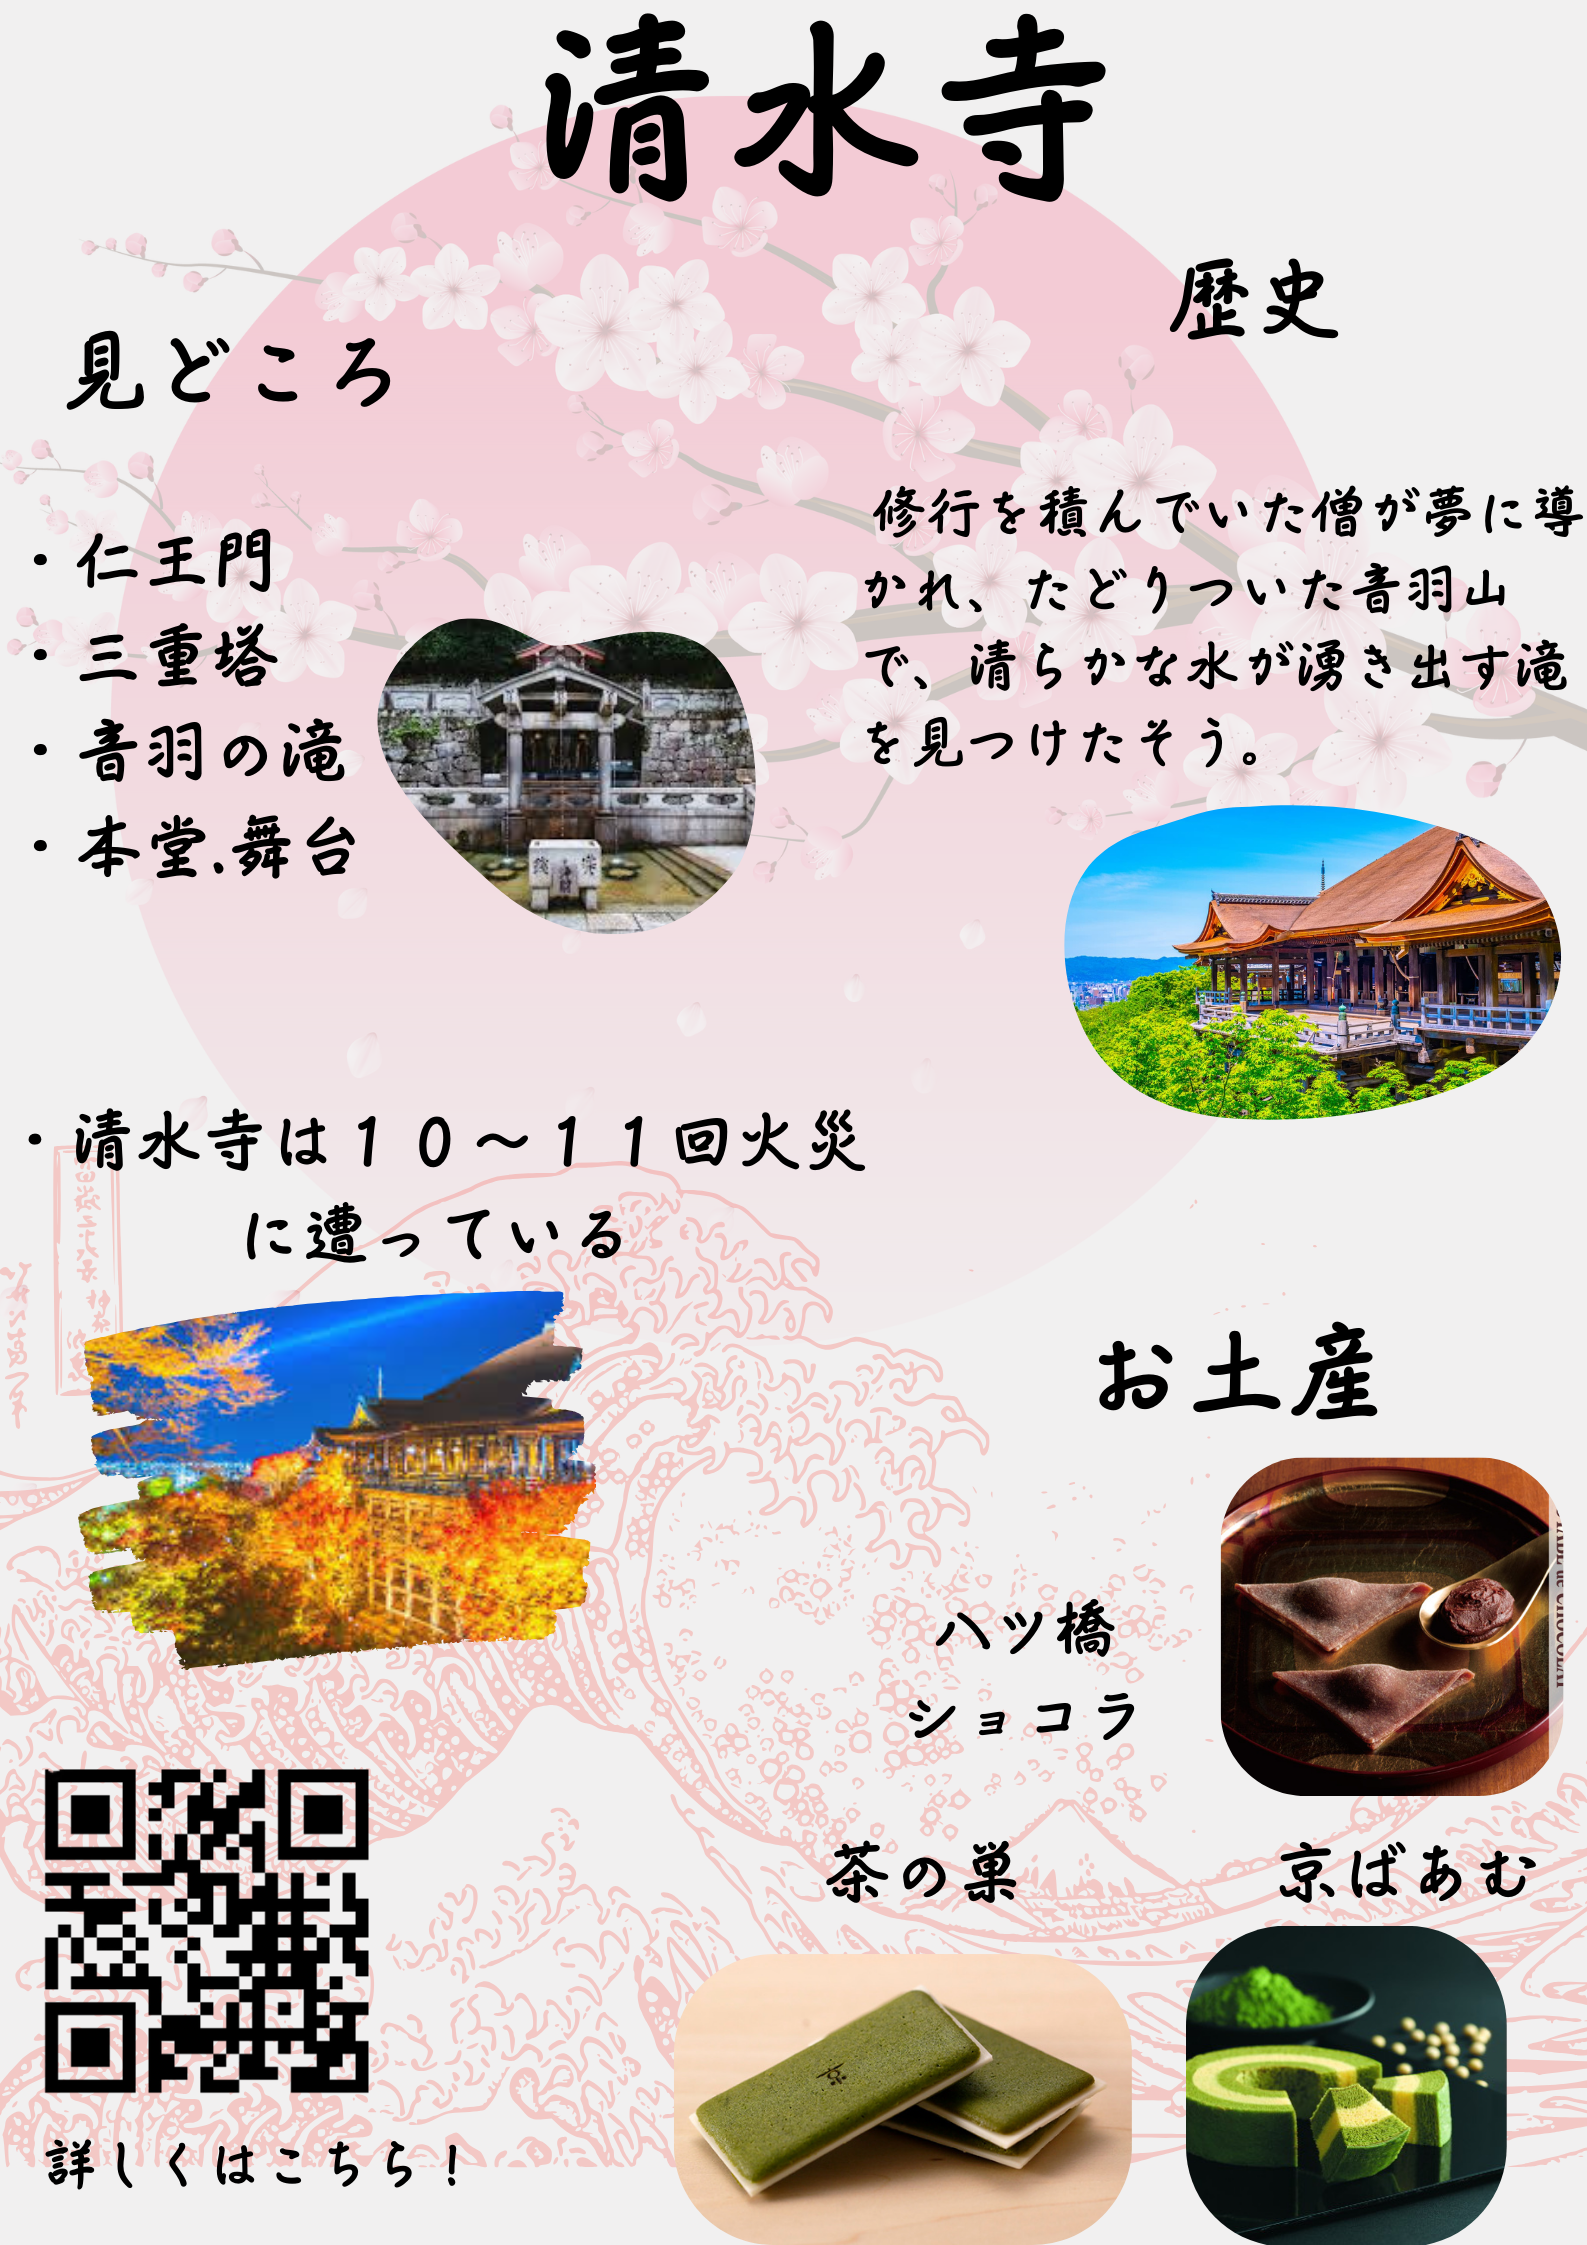 清水寺
歴史
見どころ
・仁王門
・三重塔
・音羽の滝
・本堂.舞台
修行を積んでいた僧が夢に導
かれ、たどりついた音羽山
で、清らかな水が湧き出す滝
を見つけたそう。
・清水寺は１０～１１回火災
に遭っている
お土産
八ツ橋
ショコラ
茶の巣
京ばあむ
京
詳しくはこちら！